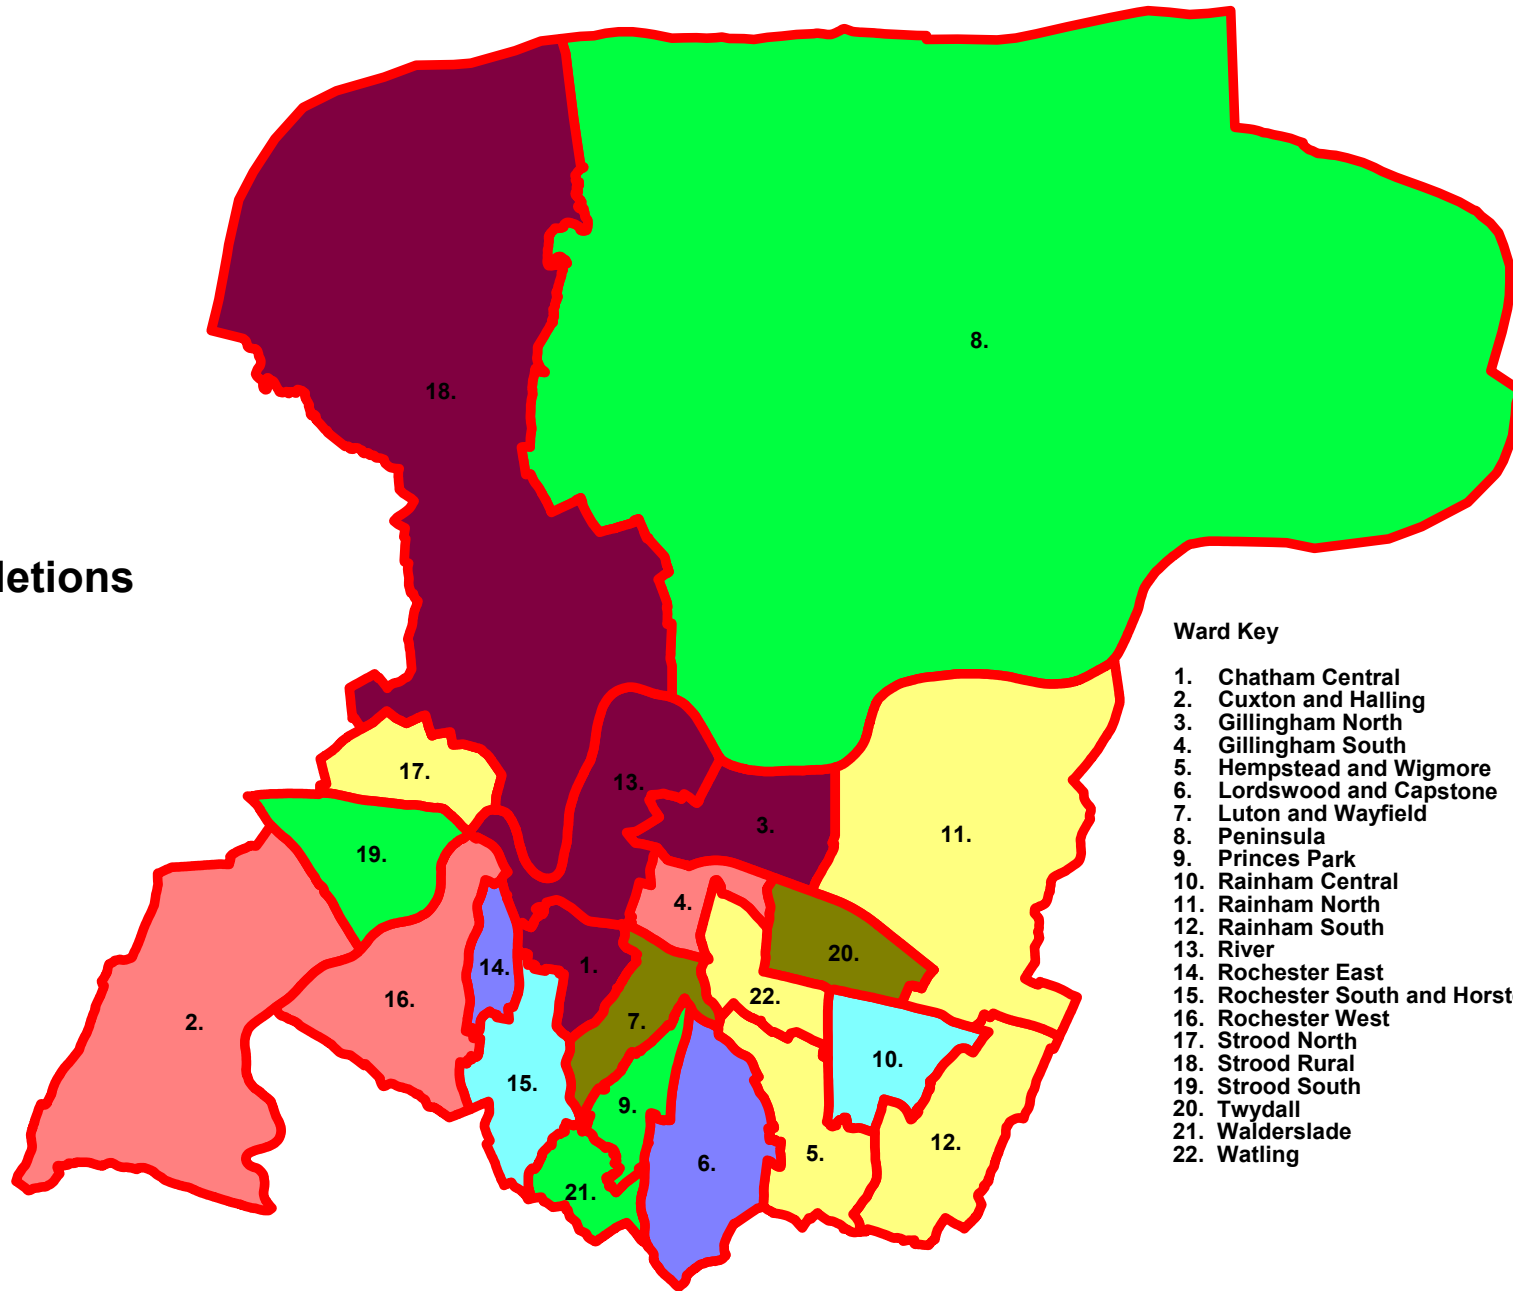 8.
18.
letions
Ward Key
1. Chatham Central
2. Cuxton and Halling
3. Gillingham North
4. Gillingham South
5. Hempstead and Wigmore
6. Lordswood and Capstone
7. Luton and Wayfield
8. Peninsula
9. Princes Park
10. Rainham Central
11. Rainham North
12. Rainham South
13. River
14. Rochester East
15. Rochester South and Horst
16. Rochester West
17. Strood North
18. Strood Rural
19. Strood South
20. Twydall
21. Walderslade
22. Watling
17.
13.
3.
11.
19.
4.
20.
14.
1.
22.
16.
2.
7.
10.
15.
9.
12.
5.
6.
21.